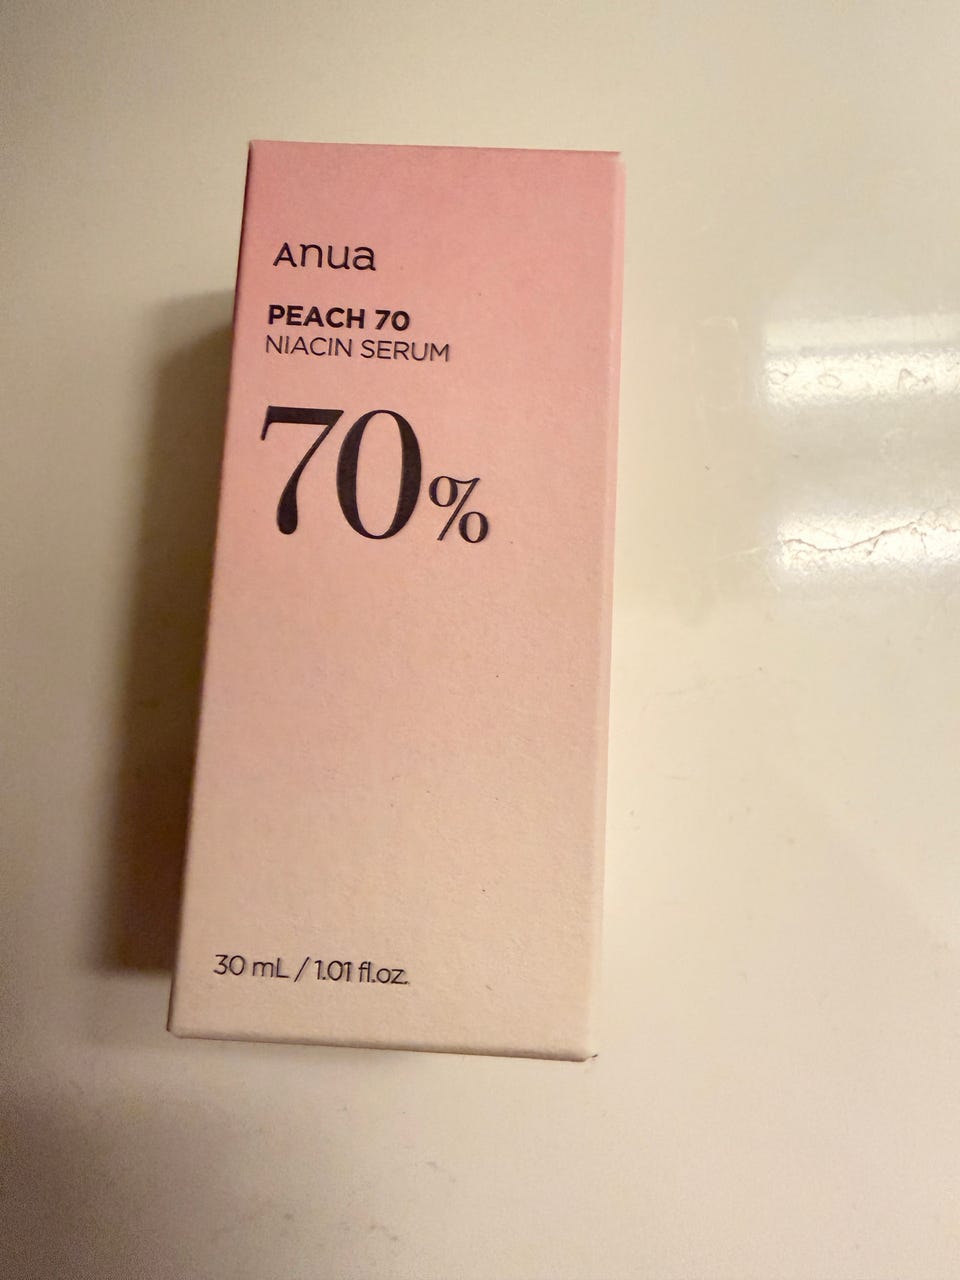 Anua
PEACH 70
NIACIN SERUM
70%
30 mL / 1.01 fl.oz.